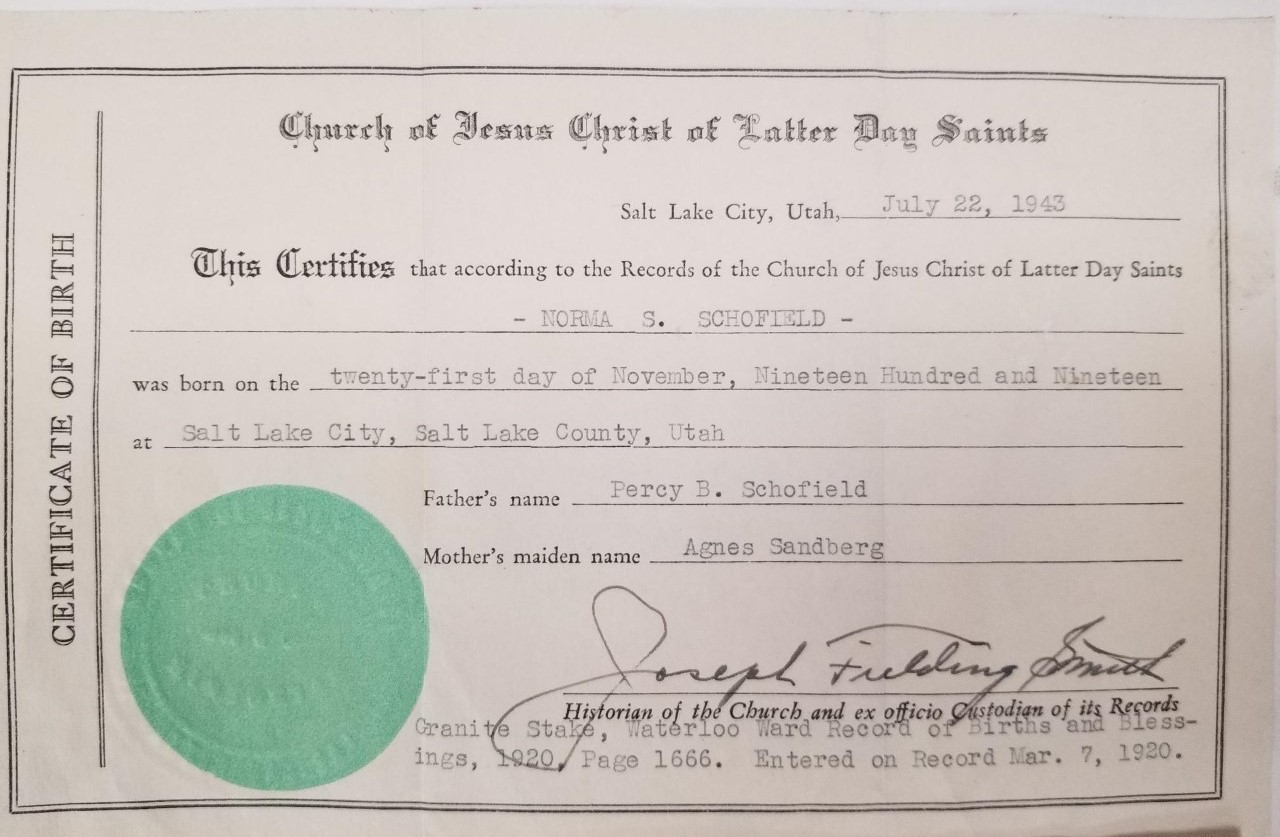 CERTIFICATE OF BIRTH
Church of Jesus Christ of Latter Day Saints
Salt Lake City, Utah, July 22, 1943
This Certifies that according to the Records of the Church of Jesus Christ of Latter Day Saints
- NORMA S. SCHOFIELD -
was born on the twenty-first day of November, Nineteen Hundred and Nineteen
at Salt Lake City, Salt Lake County, Utah
Father's name Percy B. Schofield
Mother's maiden name Agnes Sandberg
Joseph Fielding Smith
Historian of the Church and ex officio Custodian of its Records
Granite Stake, Waterloo Ward Record of Births and Bless-
ings, 1920, Page 1666. Entered on Record Mar. 7, 1920.